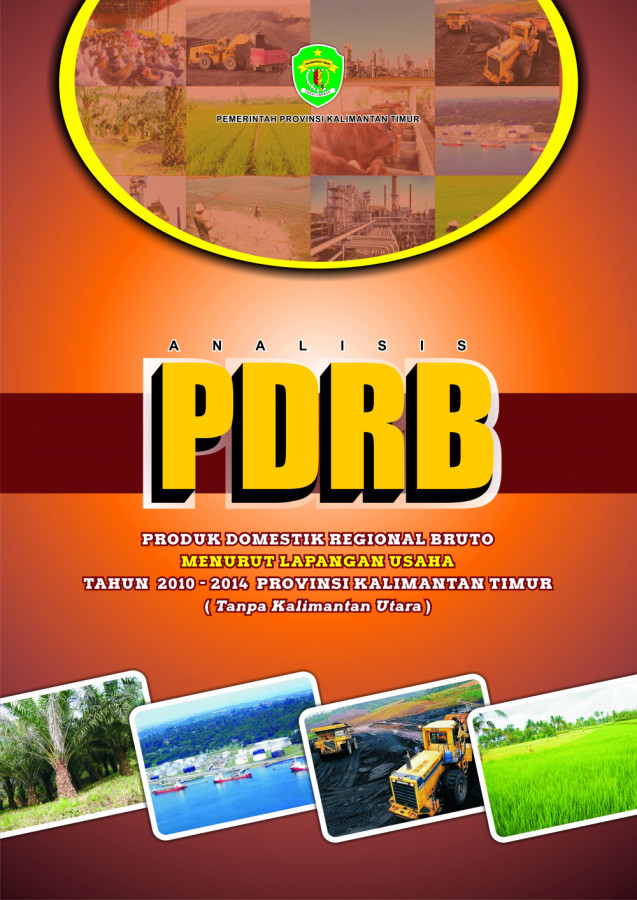 PEMERINTAH PROVINSI KALIMANTAN TIMUR
ANALISIS
PDRB
PRODUK DOMESTIK REGIONAL BRUTO
MENURUT LAPANGAN USAHA
TAHUN 2010 - 2014 PROVINSI KALIMANTAN TIMUR
( Tanpa Kalimantan Utara )